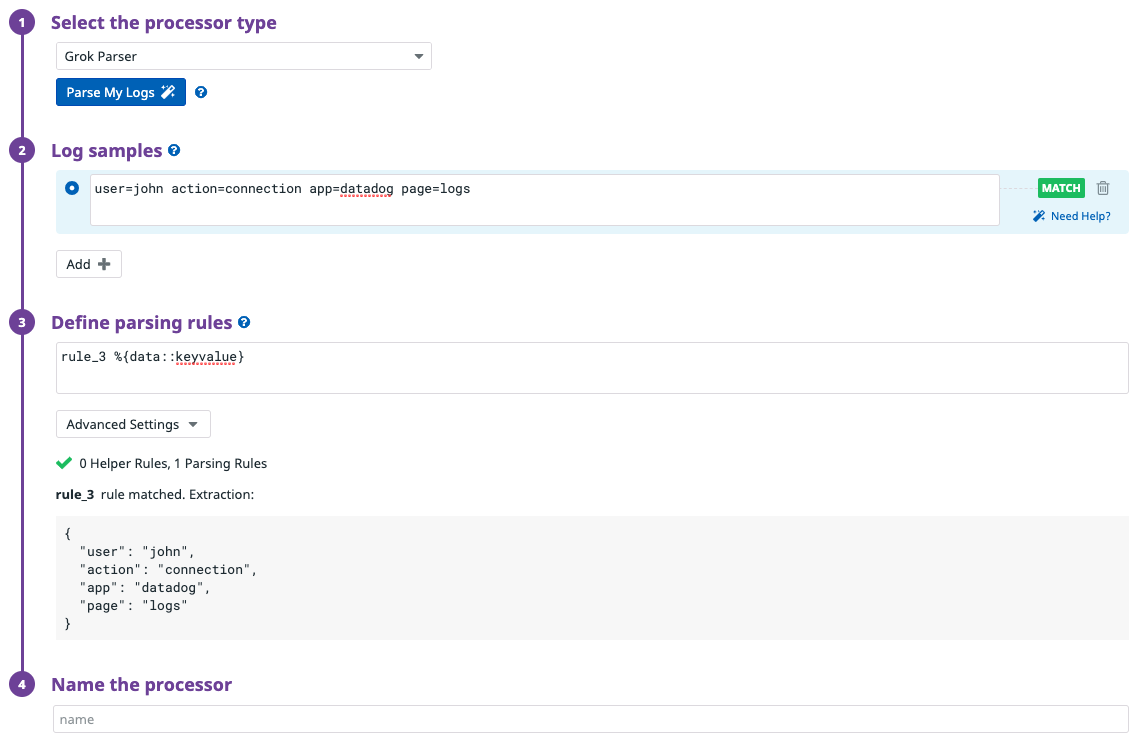 1 Select the processor type
Grok Parser
Parse My Logs ?
2 Log samples ?
user=john action=connection app=datadog page=logs MATCH
Need Help?
Add +
3 Define parsing rules ?
rule_3 %{data::keyvalue}
Advanced Settings
0 Helper Rules, 1 Parsing Rules
rule_3 rule matched. Extraction:
{
"user": "john",
"action": "connection",
"app": "datadog",
"page": "logs"
}
4 Name the processor
name